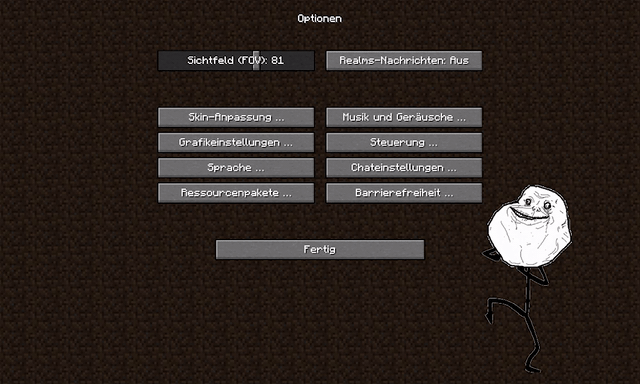 Optionen
Sichtfeld (FOV): 81
Realms-Nachrichten: Aus
Skin-Anpassung ...
Musik und Geräusche ...
Grafikeinstellungen ...
Steuerung ...
Sprache ...
Chateinstellungen ...
Ressourcenpakete ...
Barrierefreiheit ...
Fertig